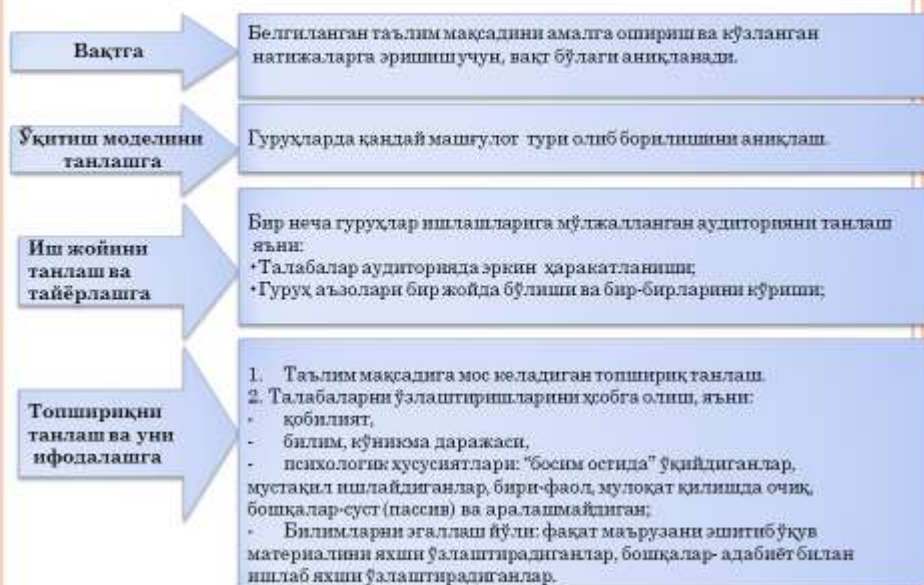 Вақтга
Белгиланган таълим мақсадини амалга ошириш ва кўзланган
натижаларга эришиш учун, вақт бўлаги аниқланади.
Ўқитиш моделини
танлашга
Гуруҳларда қандай машғулот тури олиб борилишини аниқлаш.
Иш жойини
танлаш ва
тайёрлашга
Бир неча гуруҳлар ишлашларига мўлжалланган аудиторияни танлаш
яъни:
•Талабалар аудиторияда эркин ҳаракатланиши;
•Гуруҳ аъзолари бир жойда бўлиши ва бир-бирларини кўриши;
Топшириқни
танлаш ва уни
ифодалашга
1. Таълим мақсадига мос келадиган топшириқ танлаш.
2. Талабаларни ўзлаштиришларини ҳсобга олиш, яъни:
- қобилият,
- билим, кўникма даражаси,
- психологик хусусиятлари: “босим остида” ўқийдиганлар,
мустақил ишлайдиганлар, бири-фаол, мулоқат қилишда очиқ,
бошқалар-суст (пассив) ва аралашмайдиган;
- Билимларни эгаллаш йўли: фақат маърузани эшитиб ўқув
материалини яхши ўзлаштирадиганлар, бошқалар- адабиёт билан
ишлаб яхши ўзлаштирадиганлар.